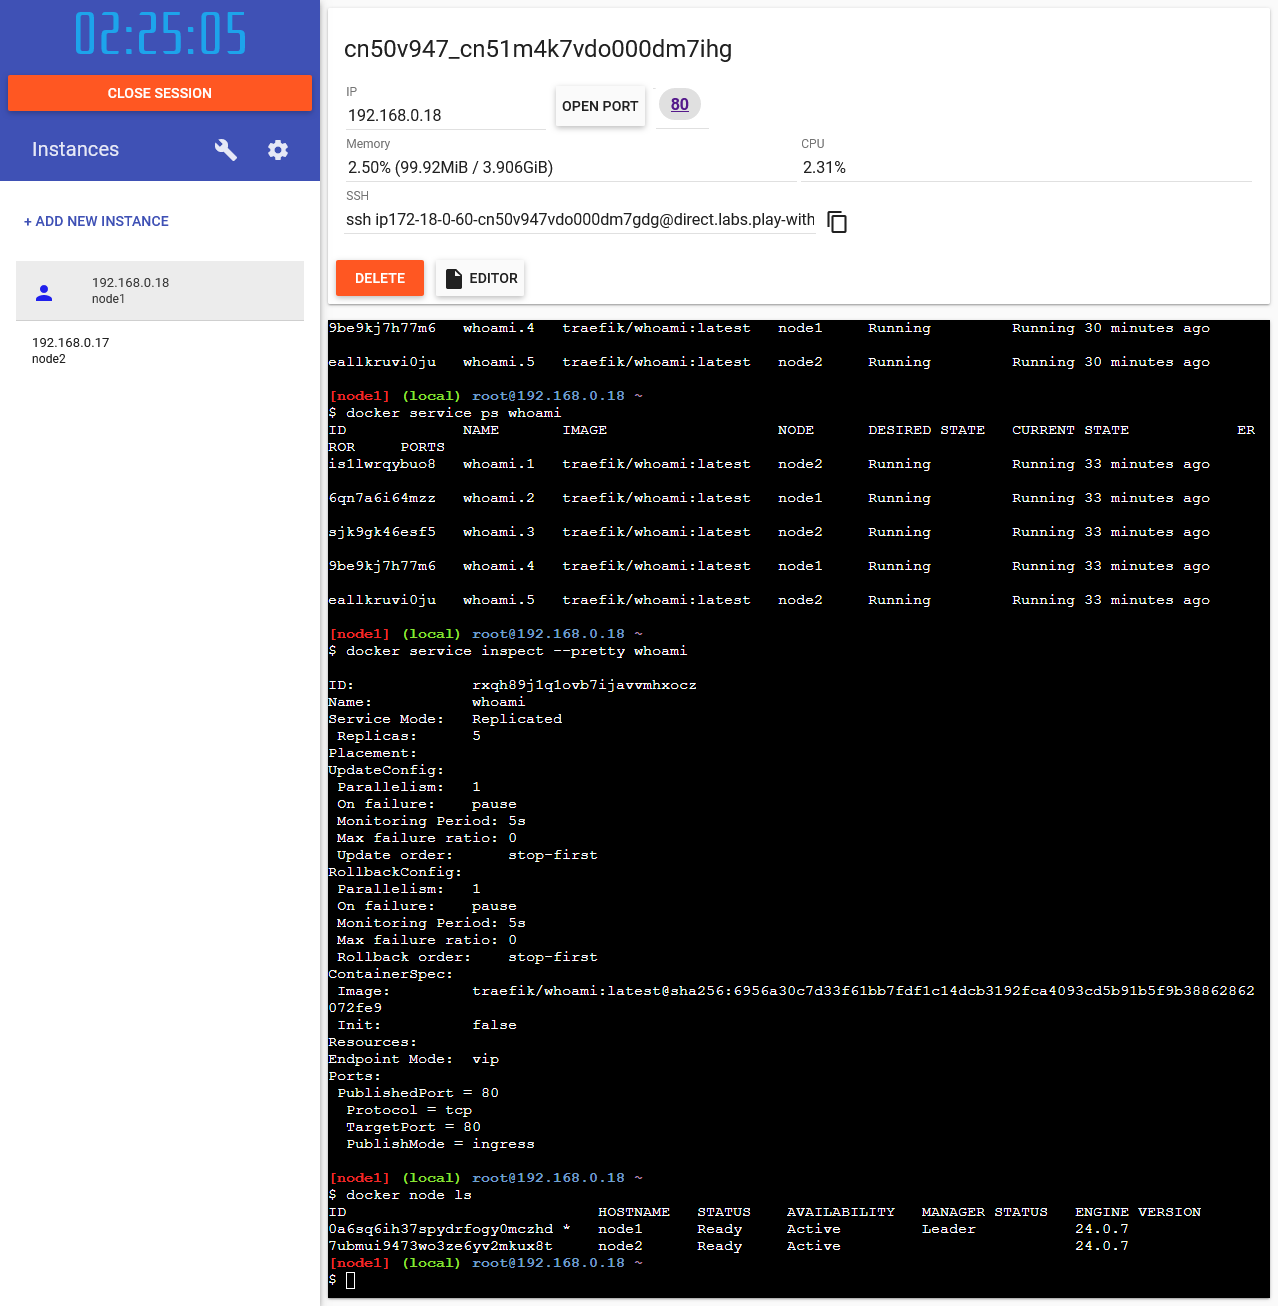 02:25:05
CLOSE SESSION
Instances
+ ADD NEW INSTANCE
192.168.0.18
node1
192.168.0.17
node2
cn50v947_cn51m4k7vdo000dm7ihg
IP
192.168.0.18
OPEN PORT
80
Memory
2.50% (99.92MiB / 3.906GiB)
CPU
2.31%
SSH
ssh ip172-18-0-60-cn50v947vdo000dm7gdg@direct.labs.play-with
DELETE
EDITOR
9be9kj7h77m6   whoami.4   traefik/whoami:latest   node1     Running         Running 30 minutes ago
eallkruvi0ju   whoami.5   traefik/whoami:latest   node2     Running         Running 30 minutes ago
[node1] (local) root@192.168.0.18 ~
$ docker service ps whoami
ID             NAME       IMAGE                   NODE      DESIRED STATE   CURRENT STATE            ER
ROR     PORTS
is1lwrqybuo8   whoami.1   traefik/whoami:latest   node2     Running         Running 33 minutes ago
6qn7a6i64mzz   whoami.2   traefik/whoami:latest   node1     Running         Running 33 minutes ago
sjk9gk46esf5   whoami.3   traefik/whoami:latest   node2     Running         Running 33 minutes ago
9be9kj7h77m6   whoami.4   traefik/whoami:latest   node1     Running         Running 33 minutes ago
eallkruvi0ju   whoami.5   traefik/whoami:latest   node2     Running         Running 33 minutes ago
[node1] (local) root@192.168.0.18 ~
$ docker service inspect --pretty whoami
ID:             rxqh89j1q1ovb7ijavvmhxocz
Name:           whoami
Service Mode:   Replicated
 Replicas:      5
Placement:
UpdateConfig:
 Parallelism:   1
 On failure:    pause
 Monitoring Period: 5s
 Max failure ratio: 0
 Update order:      stop-first
RollbackConfig:
 Parallelism:   1
 On failure:    pause
 Monitoring Period: 5s
 Max failure ratio: 0
 Rollback order:    stop-first
ContainerSpec:
 Image:         traefik/whoami:latest@sha256:6956a30c7d33f61bb7fdf1c14dcb3192fca4093cd5b91b5f9b38862862
072fe9
 Init:          false
Resources:
Endpoint Mode:  vip
Ports:
 PublishedPort = 80
  Protocol = tcp
  TargetPort = 80
  PublishMode = ingress
[node1] (local) root@192.168.0.18 ~
$ docker node ls
ID                            HOSTNAME   STATUS    AVAILABILITY   MANAGER STATUS   ENGINE VERSION
0a6sq6ih37spydrfogy0mczhd *   node1      Ready     Active         Leader           24.0.7
7ubmui9473wo3ze6yv2mkux8t     node2      Ready     Active                          24.0.7
[node1] (local) root@192.168.0.18 ~
$